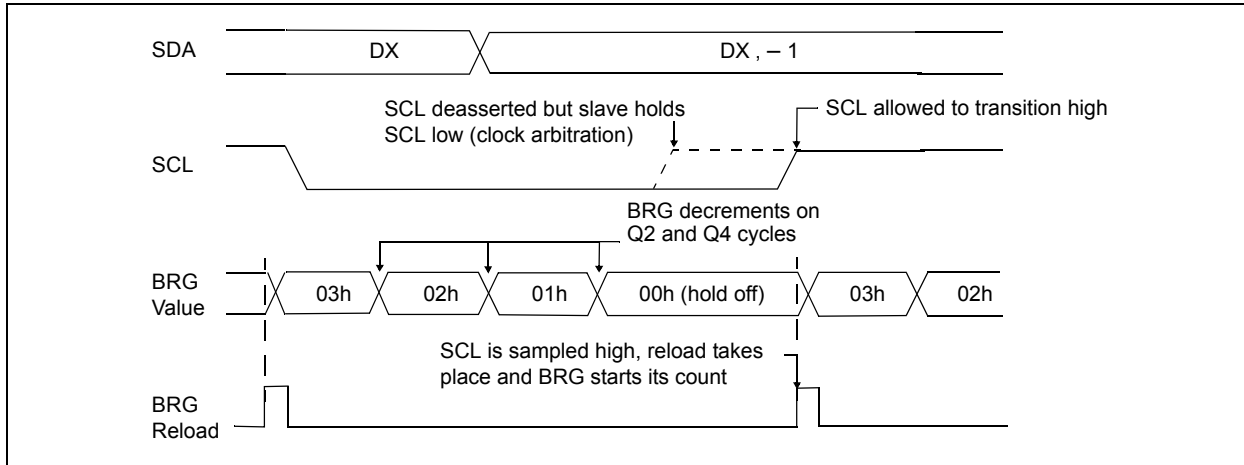 SDA
DX
DX , – 1
SCL deasserted but slave holds
SCL low (clock arbitration)
SCL allowed to transition high
SCL
BRG decrements on
Q2 and Q4 cycles
BRG
Value
03h
02h
01h
00h (hold off)
03h
02h
SCL is sampled high, reload takes
place and BRG starts its count
BRG
Reload